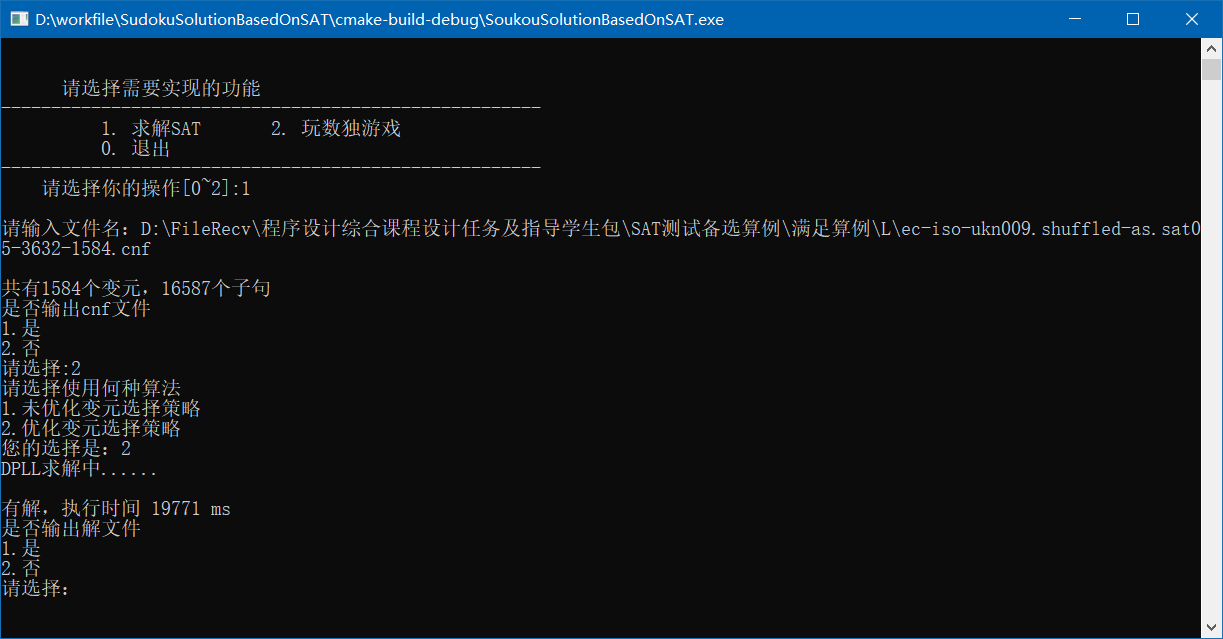 D:\workfile\SudokuSolutionBasedOnSAT\cmake-build-debug\SoukouSolutionBasedOnSAT.exe
请选择需要实现的功能
------------------------------------------------------
1. 求解SAT 2. 玩数独游戏
0. 退出
------------------------------------------------------
请选择你的操作[0~2]:1
请输入文件名：D:\FileRecv\程序设计综合课程设计任务及指导学生包\SAT测试备选算例\满足算例\L\ec-iso-ukn009.shuffled-as.sat0
5-3632-1584.cnf
共有1584个变元，16587个子句
是否输出cnf文件
1.是
2.否
请选择:2
请选择使用何种算法
1.未优化变元选择策略
2.优化变元选择策略
您的选择是：2
DPLL求解中......
有解，执行时间 19771 ms
是否输出解文件
1.是
2.否
请选择：